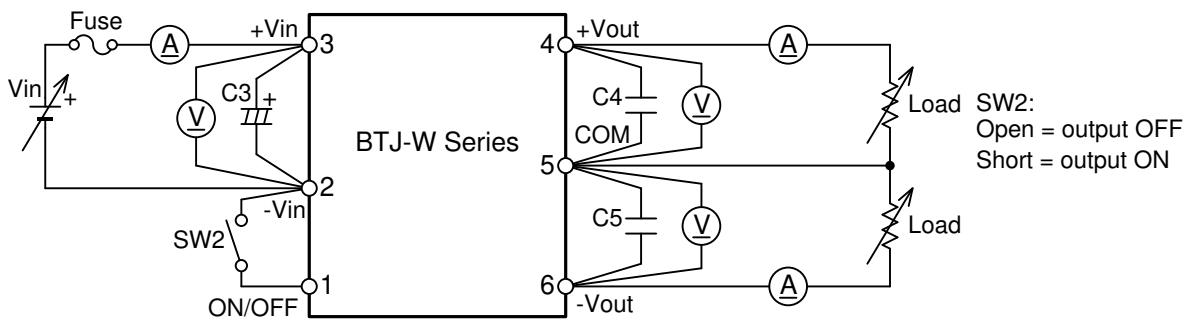 Fuse
A
+Vin
3
Vin
+
V
C3
+
2
-Vin
SW2
1
ON/OFF
BTJ-W Series
4
+Vout
A
C4
V
COM
5
Load
C5
V
Load
6
-Vout
A
SW2:
Open = output OFF
Short = output ON